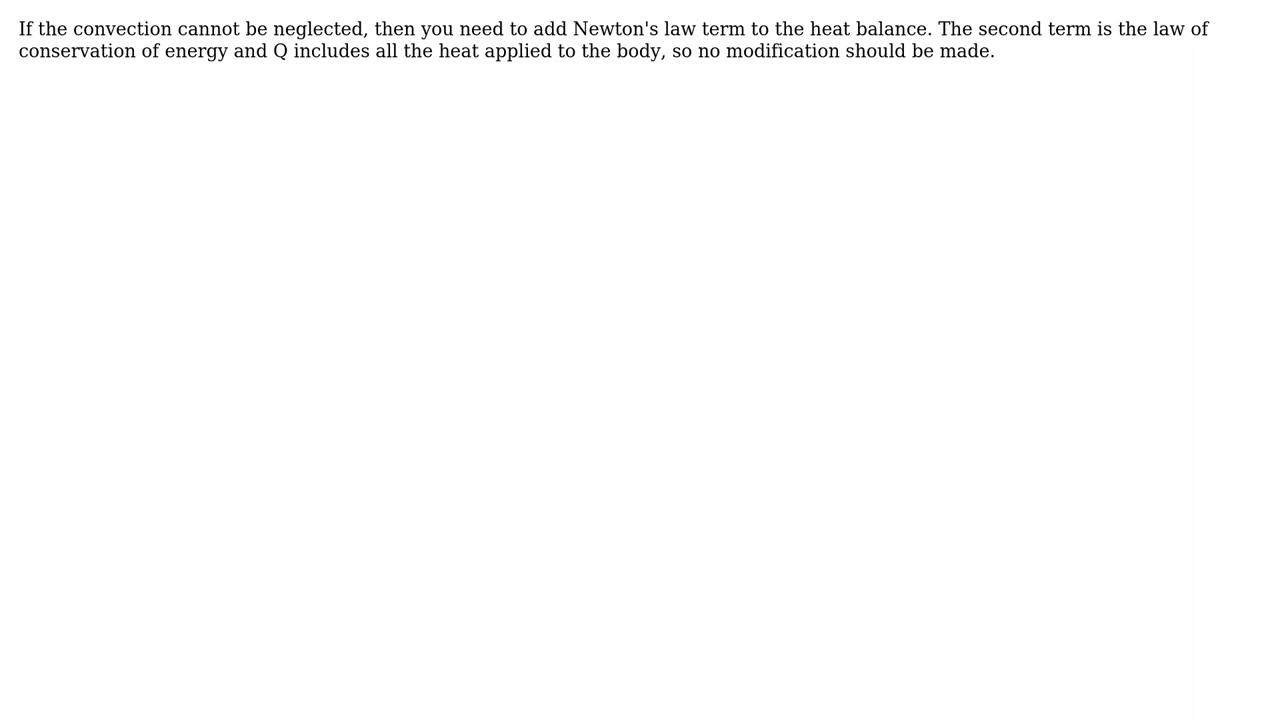 If the convection cannot be neglected, then you need to add Newton's law term to the heat balance. The second term is the law of
conservation of energy and Q includes all the heat applied to the body, so no modification should be made.